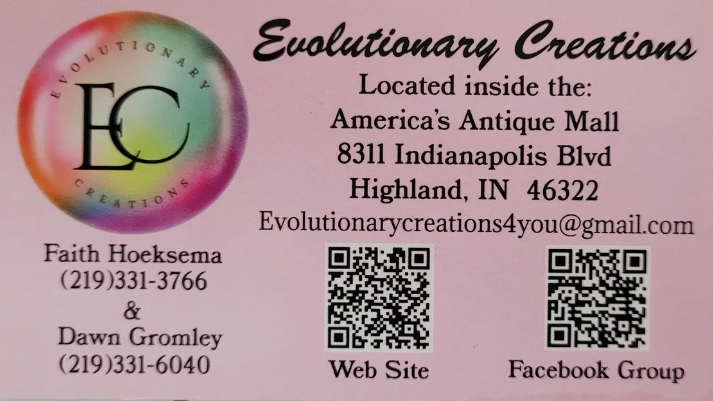 EVOLUTIONARY
EC
CREATIONS
Faith Hoeksema
(219)331-3766
&
Dawn Gromley
(219)331-6040
Evolutionary Creations
Located inside the:
America's Antique Mall
8311 Indianapolis Blvd
Highland, IN 46322
Evolutionarycreations4you@gmail.com
Web Site
Facebook Group